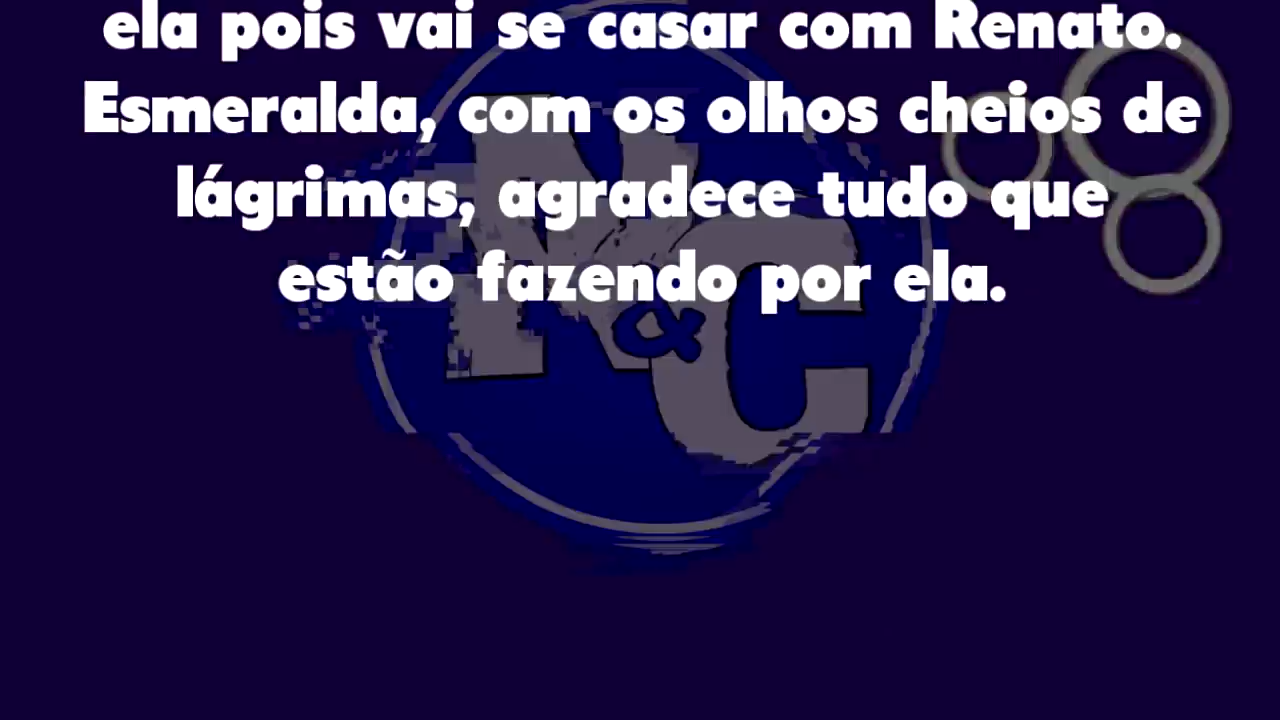 ela pois vai se casar com Renato.
Esmeralda, com os olhos cheios de
lágrimas, agradece tudo que
estão fazendo por ela.
N&C